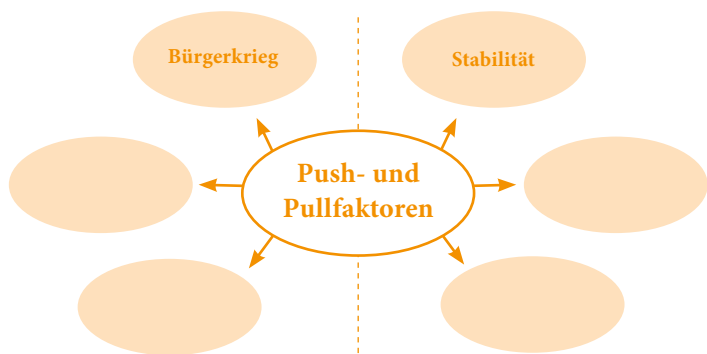 Bürgerkrieg
Stabilität
Push- und
Pullfaktoren